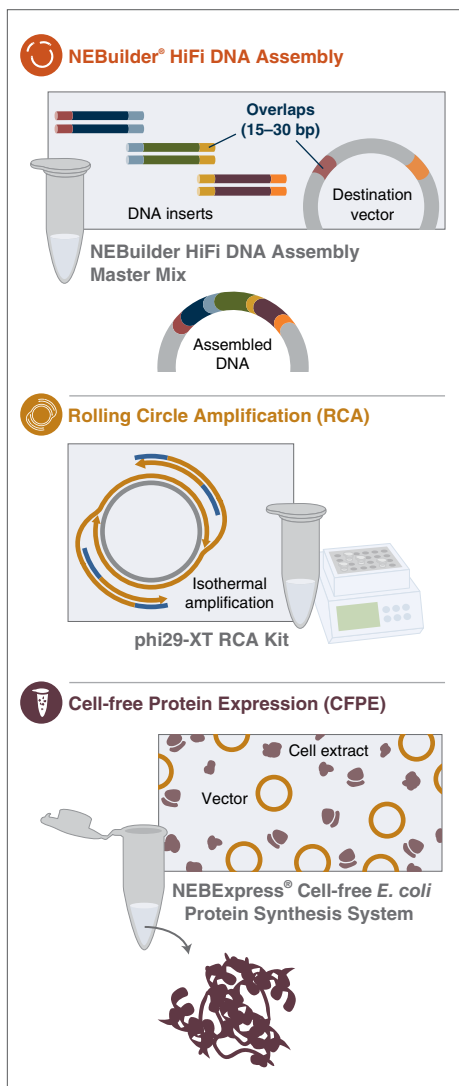 NEBuilder® HiFi DNA Assembly
Overlaps
(15–30 bp)
DNA inserts
Destination
vector
NEBuilder HiFi DNA Assembly
Master Mix
Assembled
DNA
Rolling Circle Amplification (RCA)
Isothermal
amplification
phi29-XT RCA Kit
Cell-free Protein Expression (CFPE)
Cell extract
Vector
NEBExpress® Cell-free E. coli
Protein Synthesis System